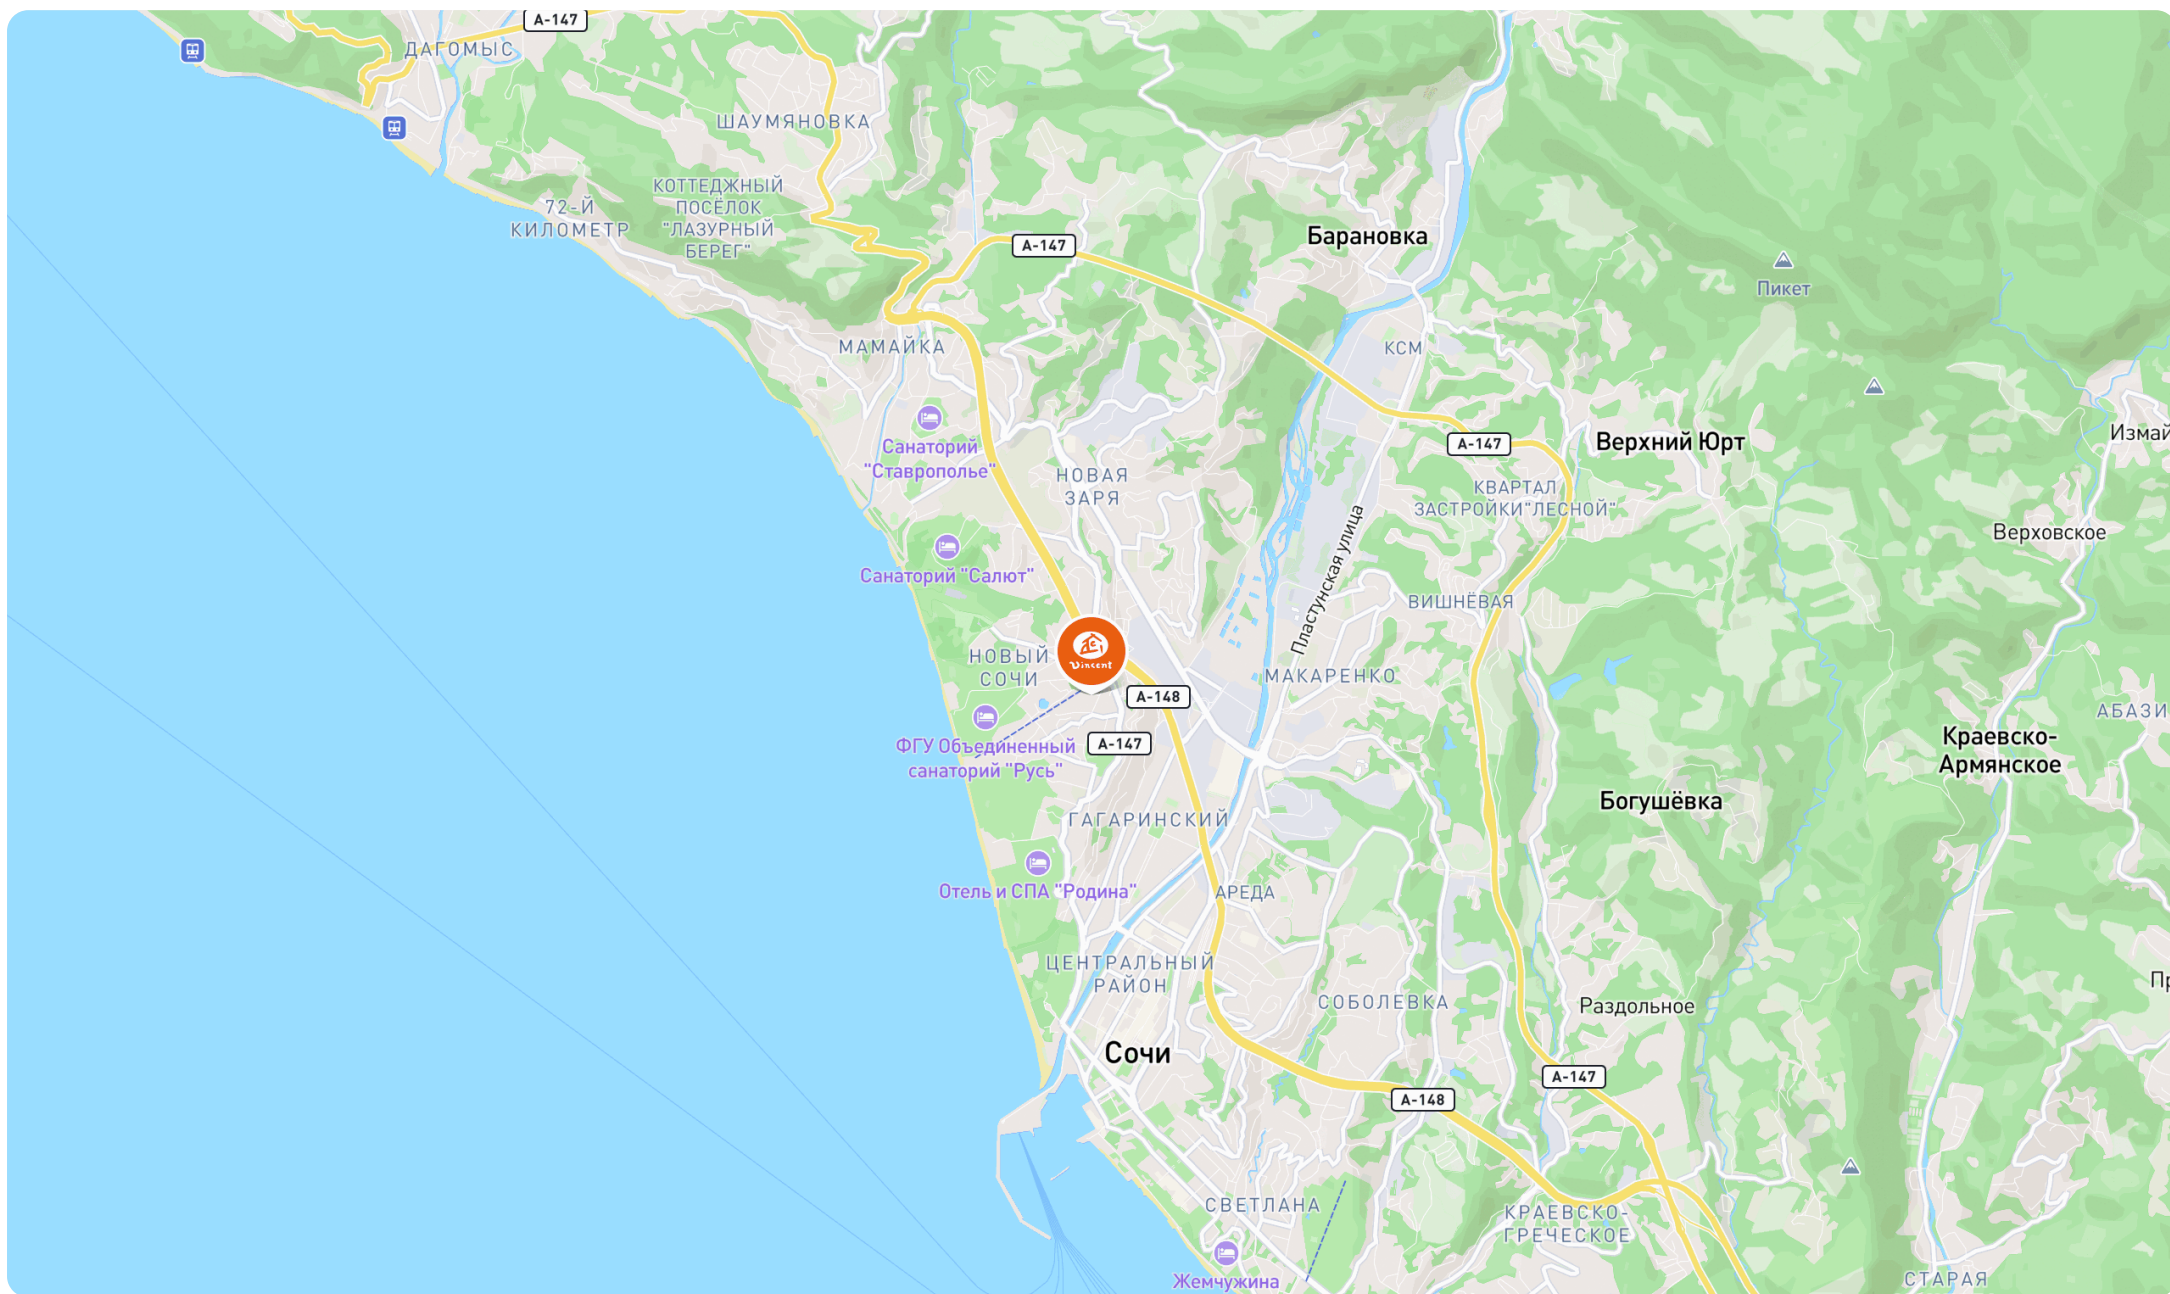 А-147
ДАГОМЫС
ШАУМЯНОВКА
КОТТЕДЖНЫЙ
ПОСЁЛОК
"ЛАЗУРНЫЙ
БЕРЕГ"
72-Й
КИЛОМЕТР
Барановка
А-147
Пикет
МАМАЙКА
КСМ
Санаторий
"Ставрополье"
НОВАЯ
ЗАРЯ
А-147
Верхний Юрт
Измай
КВАРТАЛ
ЗАСТРОЙКИ"ЛЕСНОЙ"
Верховское
Пластунская улица
Санаторий "Салют"
ВИШНЁВАЯ
НОВЫЙ
СОЧИ
Vincent
МАКАРЕНКО
А-148
АБАЗИ
ФГУ Объединенный
санаторий "Русь"
А-147
Краевско-
Армянское
Богушёвка
ГАГАРИНСКИЙ
Отель и СПА "Родина"
АРЕДА
ЦЕНТРАЛЬНЫЙ
РАЙОН
СОБОЛЕВКА
Раздольное
Пр
Сочи
А-147
А-148
СВЕТЛАНА
КРАЕВСКО-
ГРЕЧЕСКОЕ
Жемчужина
СТАРАЯ